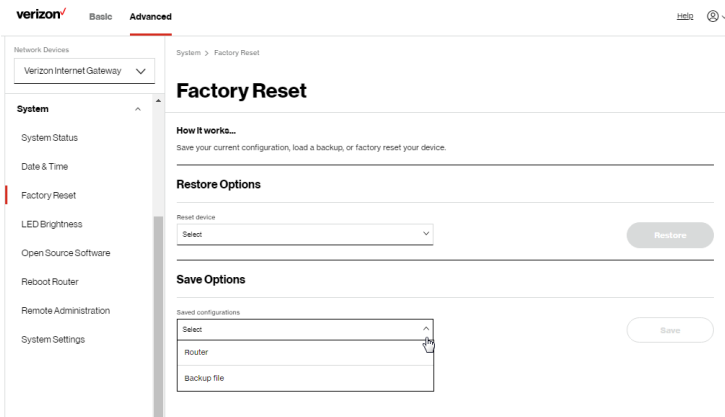 verizon Basic Advanced Help
Network Devices
Verizon Internet Gateway
System
System Status
Date & Time
Factory Reset
LED Brightness
Open Source Software
Reboot Router
Remote Administration
System Settings
System > Factory Reset
Factory Reset
How it works...
Save your current configuration, load a backup, or factory reset your device.
Restore Options
Reset device
Select
Restore
Save Options
Saved configurations
Select
Save
Router
Backup file